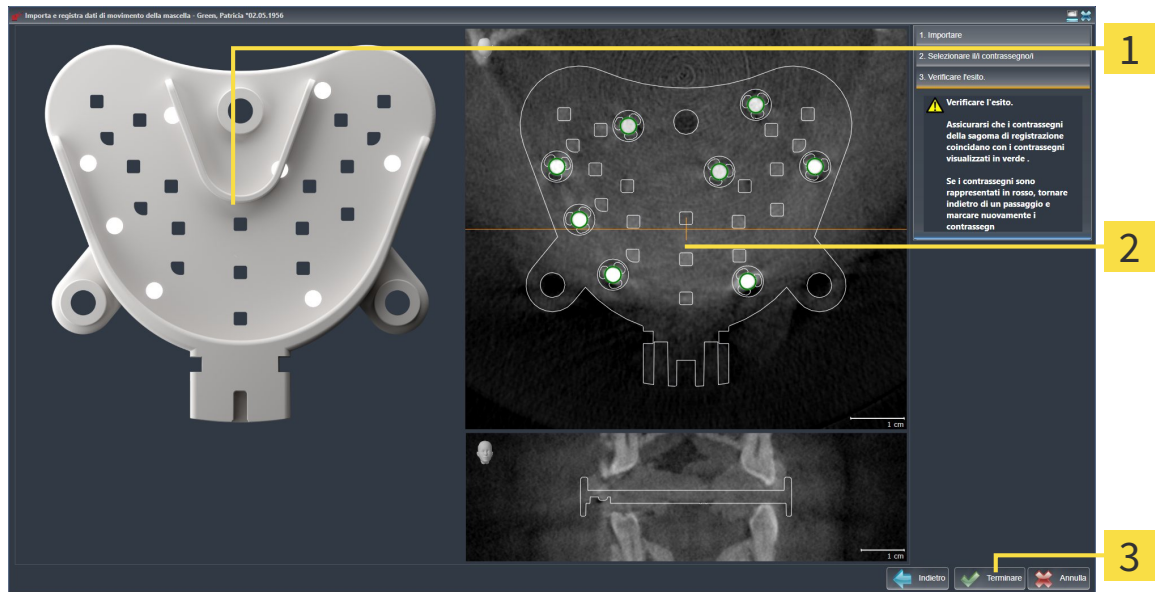 Importa e registra dati di movimento della mascella - Green, Patricia *02.05.1956
1. Importare
2. Selezionare il/i contrassegno/i
3. Verificare l'esito.
Verificare l'esito.
Assicurarsi che i contrassegni
della sagoma di registrazione
coincidano con i contrassegni
visualizzati in verde .
Se i contrassegni sono
rappresentati in rosso, tornare
indietro di un passaggio e
marcare nuovamente i
contrassegn
1
2
1 cm
1 cm
3
Indietro
Terminare
Annulla